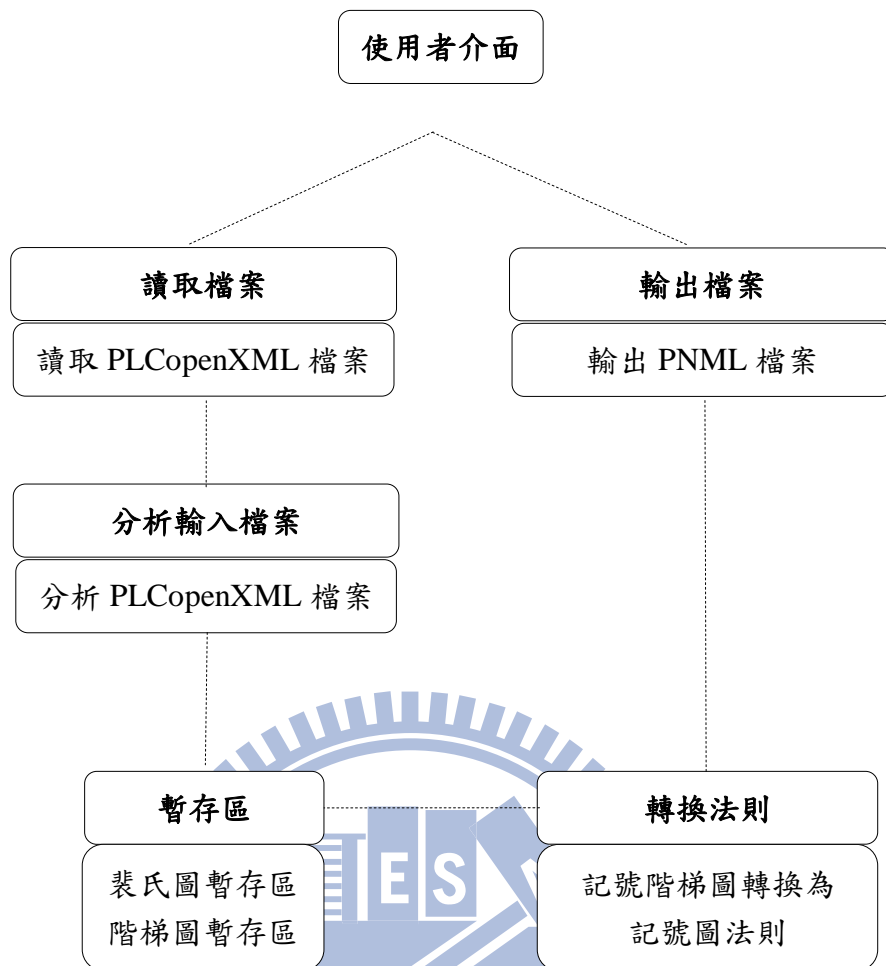 使用者介面
讀取檔案
輸出檔案
讀取 PLCopenXML 檔案
輸出 PNML 檔案
分析輸入檔案
分析 PLCopenXML 檔案
暫存區
轉換法則
裴氏圖暫存區
階梯圖暫存區
記號階梯圖轉換為
記號圖法則
ES